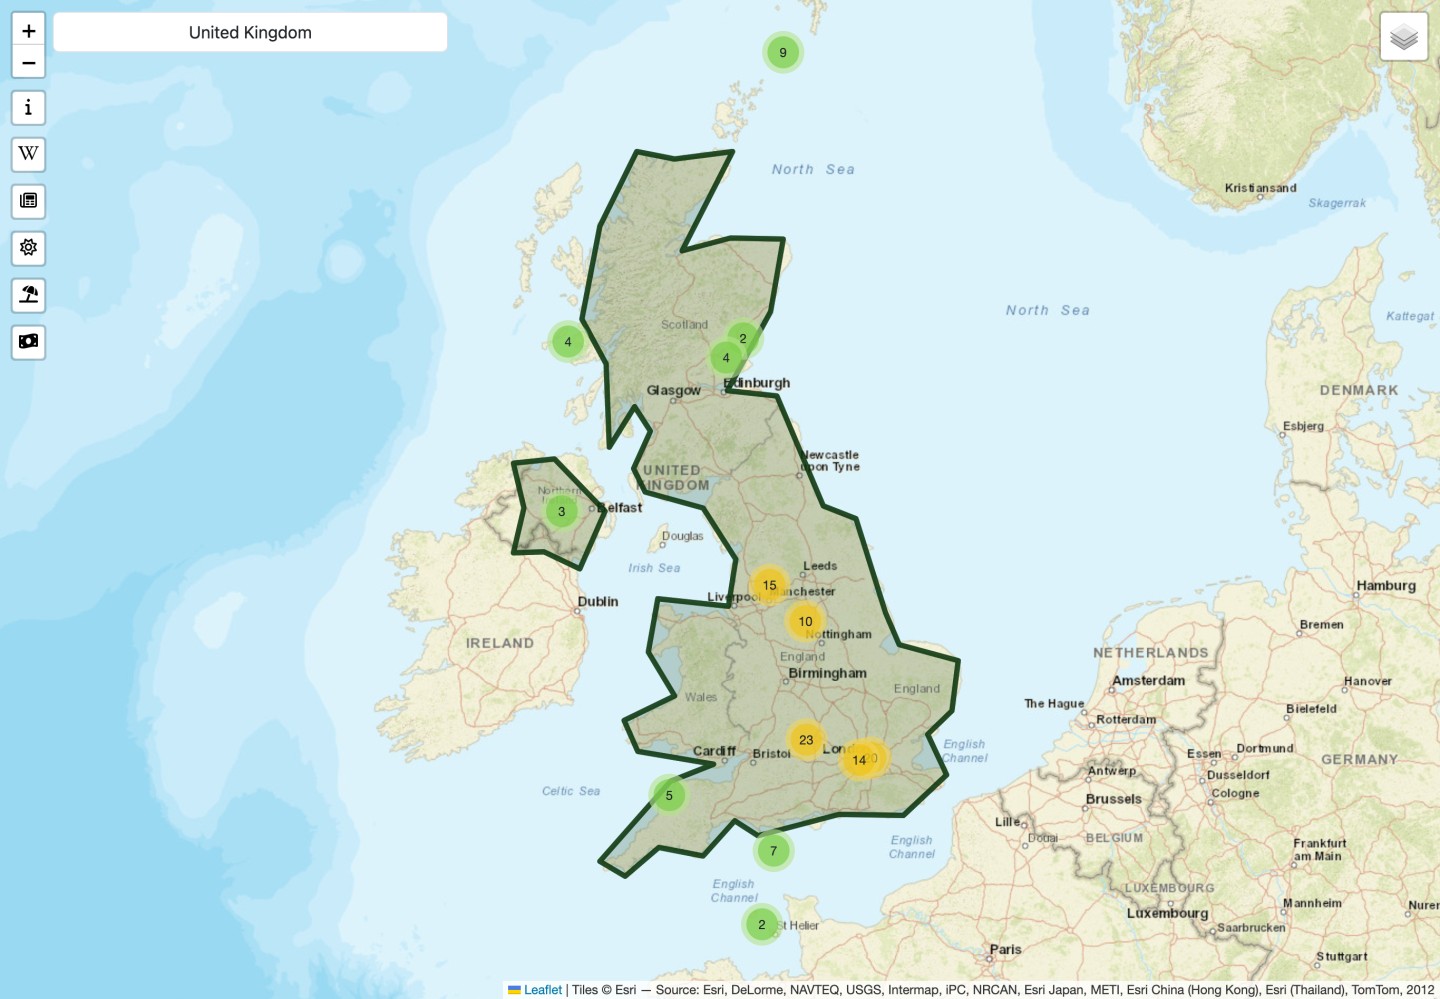 +
United Kingdom
−
i
W
9
North Sea
Kristiansand
Skagerrak
North Sea
Kattegat
Scotland
4
2
4
Edinburgh
Glasgow
DENMARK
Esbjerg
Newcastle
upon Tyne
UNITED
KINGDOM
Northern
3
Belfast
Douglas
Irish Sea
Leeds
15
Manchester
Liverpool
Dublin
Hamburg
10
Nottingham
Bremen
IRELAND
England
NETHERLANDS
Birmingham
Amsterdam
Hanover
England
Wales
The Hague
Rotterdam
Bielefeld
23
Cardiff
Bristol
14
20
English
Channel
Essen
Dortmund
GERMANY
Antwerp
Dusseldorf
Cologne
Celtic Sea
5
Brussels
Lille
Douai
BELGIUM
English
Channel
7
Frankfurt
am Main
English
Channel
LUXEMBOURG
Luxembourg
Mannheim
Nurem
2
St Helier
Saarbrucken
Paris
Stuttgart
Leaflet | Tiles © Esri — Source: Esri, DeLorme, NAVTEQ, USGS, Intermap, iPC, NRCAN, Esri Japan, METI, Esri China (Hong Kong), Esri (Thailand), TomTom, 2012